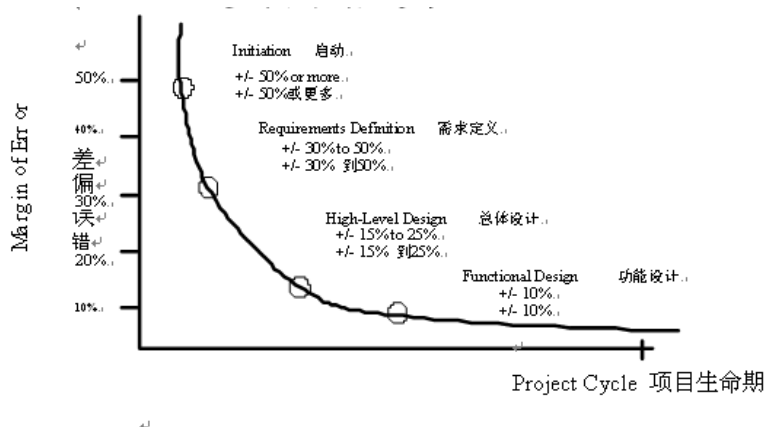 Initiation 启动
+/- 50% or more
+/- 50%或更多
Requirements Definition 需求定义
+/- 30% to 50%
+/- 30% 到50%
High-Level Design 总体设计
+/- 15% to 25%
+/- 15% 到25%
Functional Design 功能设计
+/- 10%
+/- 10%
50%
40%
30%
20%
10%
Margin of Error
差
偏
误
错
Project Cycle 项目生命期